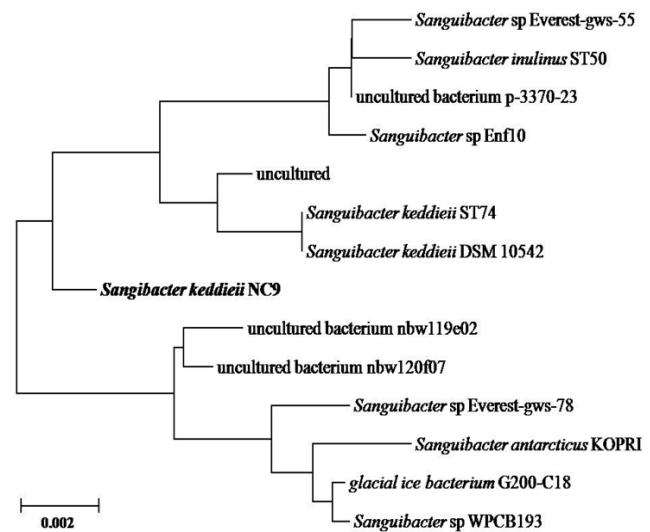 Sanguibacter sp Everest-gws-55
Sanguibacter inulinus ST50
uncultured bacterium p-3370-23
Sanguibacter sp Enf10
uncultured
Sanguibacter keddieii ST74
Sanguibacter keddieii DSM 10542
Sangibacter keddieii NC9
uncultured bacterium nbw119e02
uncultured bacterium nbw120f07
Sanguibacter sp Everest-gws-78
Sanguibacter antarcticus KOPRI
glacial ice bacterium G200-C18
Sanguibacter sp WPCB193
0.002